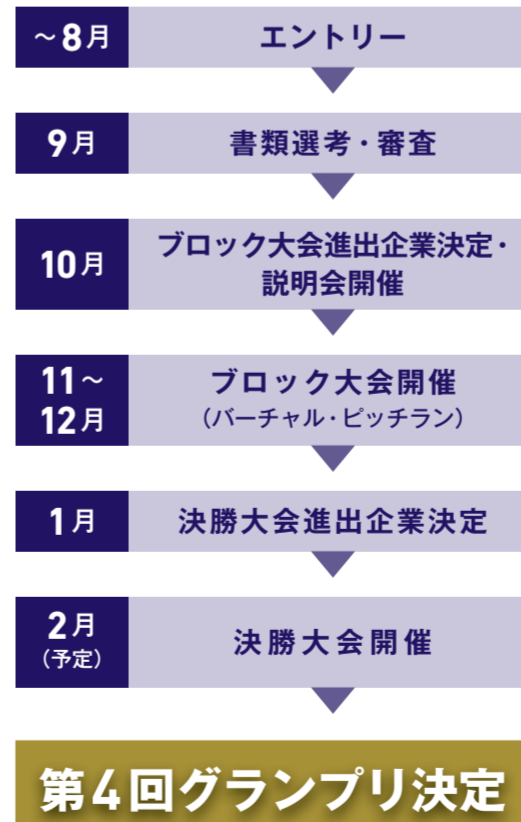 ～8月 エントリー
9月 書類選考・審査
10月 ブロック大会進出企業決定・
説明会開催
11～
12月
ブロック大会開催
（バーチャル・ピッチラン）
1月 決勝大会進出企業決定
2月
（予定）
決勝大会開催
第4回グランプリ決定